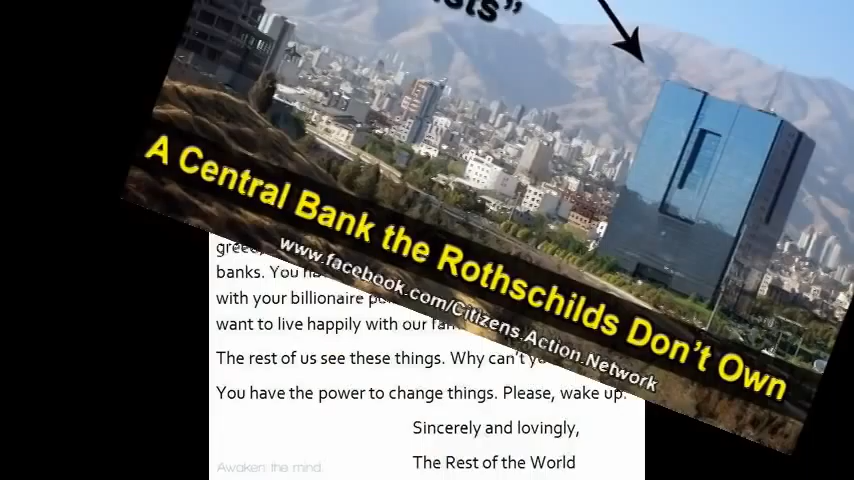 A Central Bank the Rothschilds Don't Own
www.facebook.com/Citizens.Action.Network
banks. You
with your billionaire
want to live happily with our
The rest of us see these things. Why can't
You have the power to change things. Please, wake up.
Sincerely and lovingly,
Awaken the mind
The Rest of the World